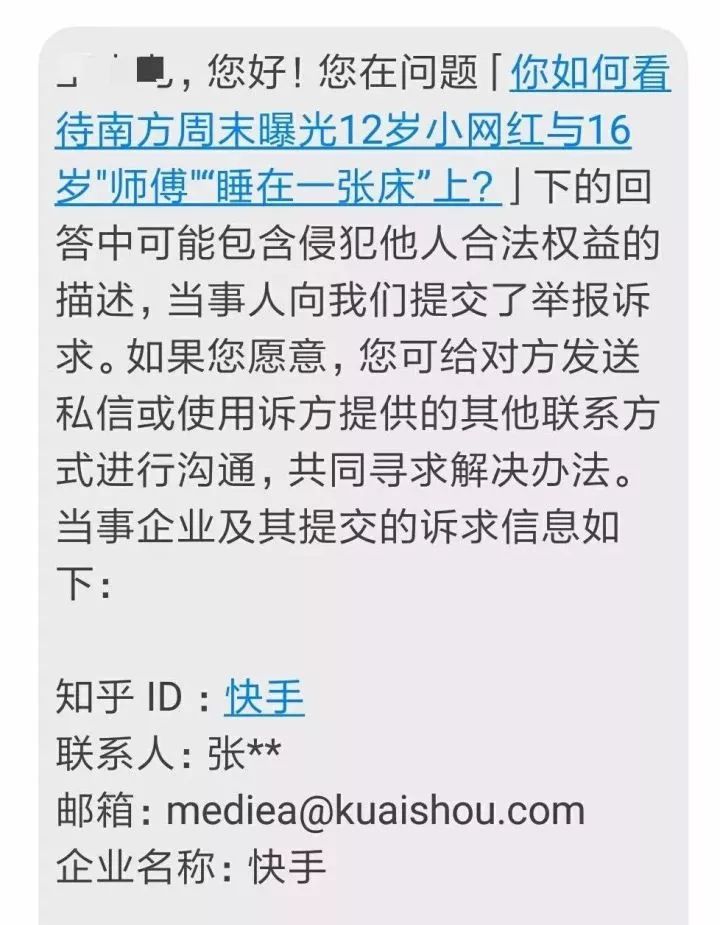 ，您好！您在问题「你如何看
待南方周末曝光12岁小网红与16
岁"师傅"“睡在一张床”上？」下的回
答中可能包含侵犯他人合法权益的
描述，当事人向我们提交了举报诉
求。如果您愿意，您可给对方发送
私信或使用诉方提供的其他联系方
式进行沟通，共同寻求解决办法。
当事企业及其提交的诉求信息如
下：
知乎 ID：快手
联系人：张**
邮箱：mediea@kuaishou.com
企业名称：快手